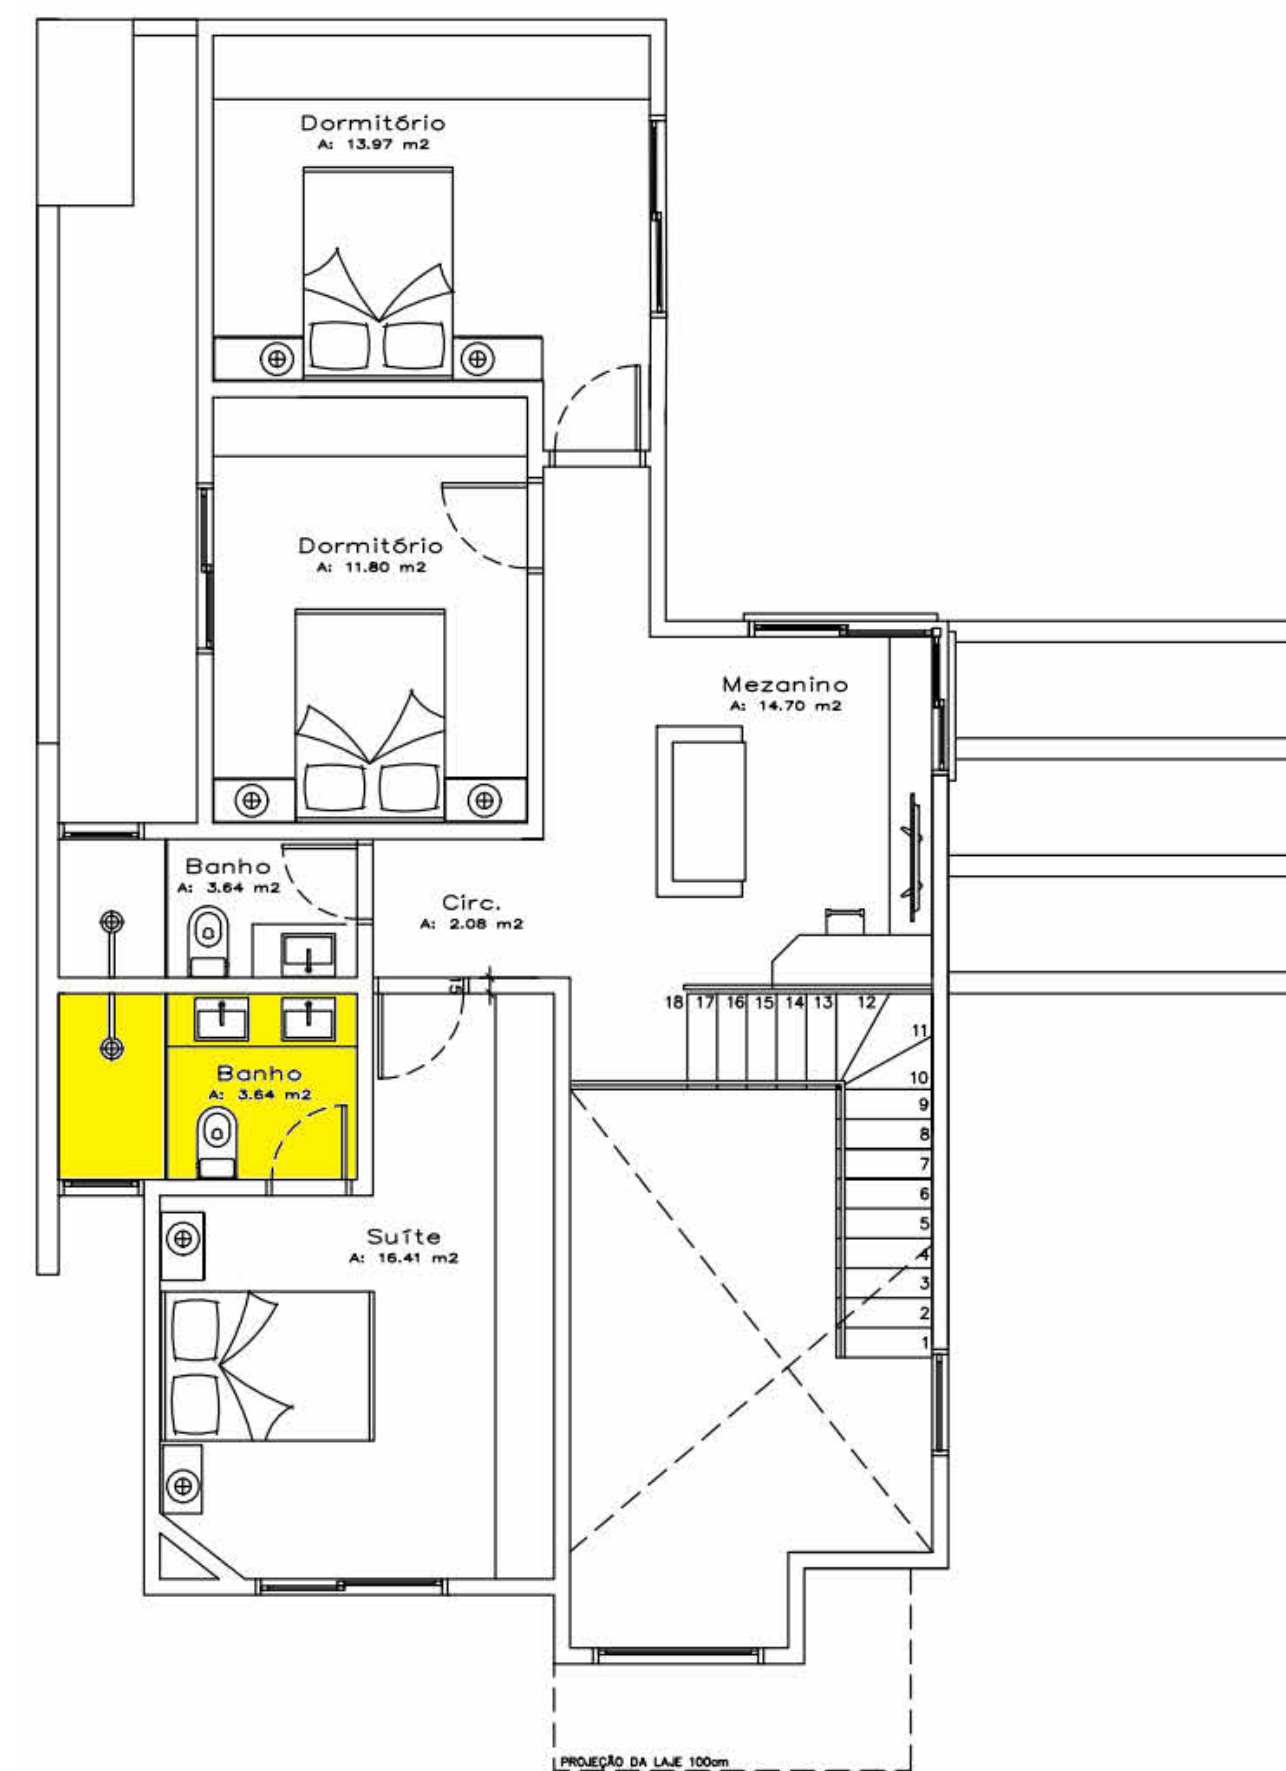 Dormitório
A: 13.97 m2
Dormitório
A: 11.80 m2
Mezanino
A: 14.70 m2
Banho
A: 3.64 m2
Circ.
A: 2.08 m2
15
18 17 16 15 14 13 12
11
10
9
8
7
6
5
4
3
2
1
Banho
A: 3.64 m2
Suíte
A: 16.41 m2
PROJEÇÃO DA LAJE 100cm